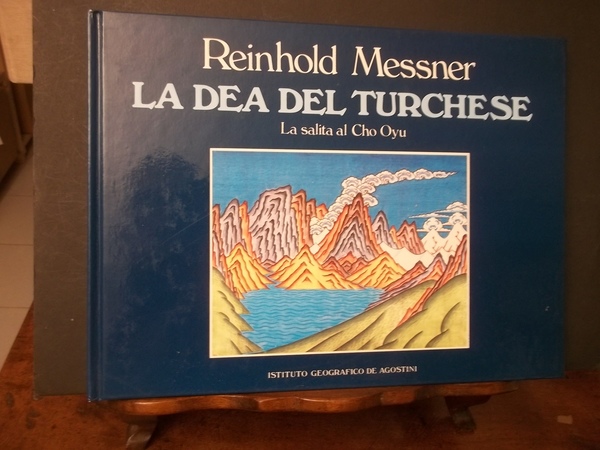 Reinhold Messner
LA DEA DEL TURCHESE
La salita al Cho Oyu
ISTITUTO GEOGRAFICO DE AGOSTINI